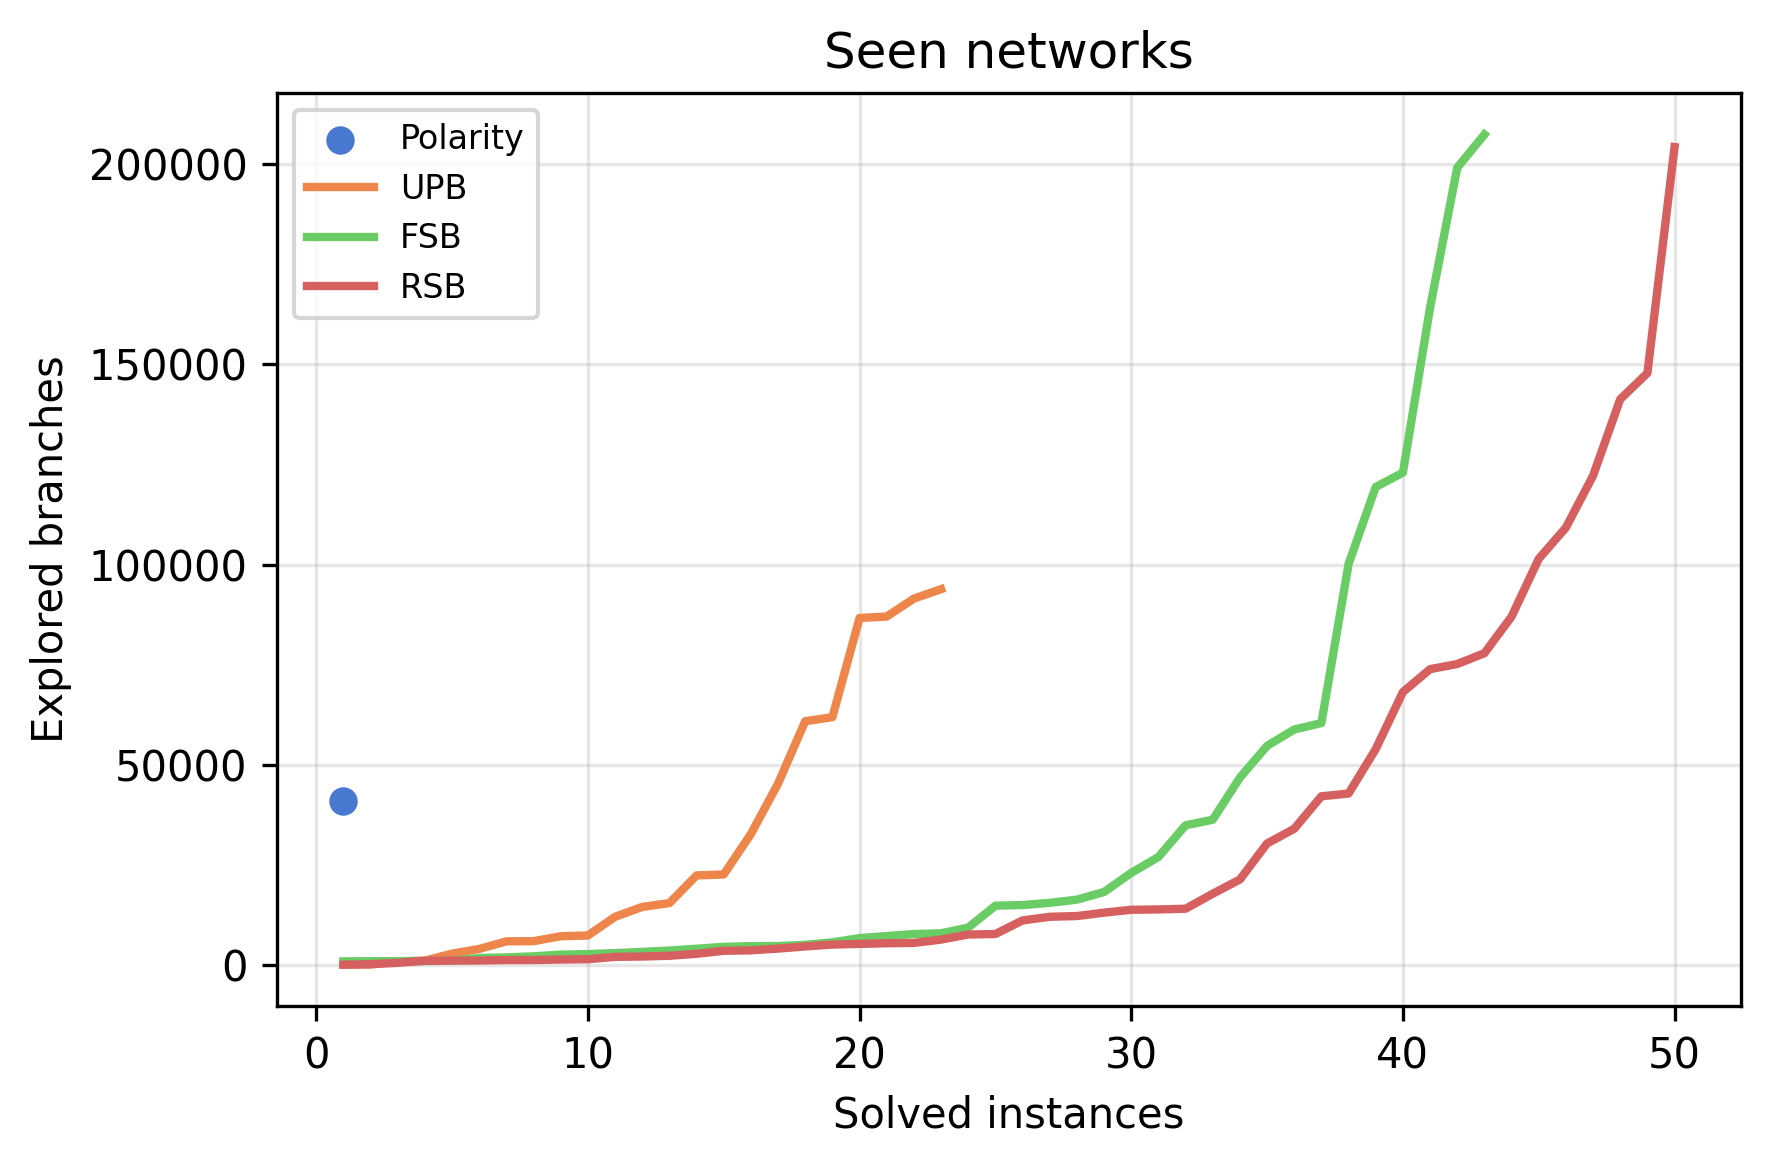 Seen networks
Polarity
UPB
FSB
RSB
200000
150000
100000
50000
0
Explored branches
0 10 20 30 40 50
Solved instances